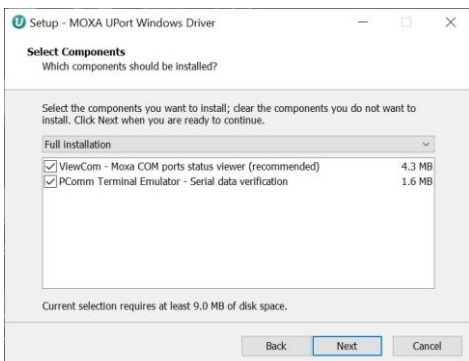 Setup - MOXA UPort Windows Driver
Select Components
Which components should be installed?
Select the components you want to install; clear the components you do not want to
install. Click Next when you are ready to continue.
Full installation
ViewCom - Moxa COM ports status viewer (recommended) 4.3 MB
PComm Terminal Emulator - Serial data verification 1.6 MB
Current selection requires at least 9.0 MB of disk space.
Back Next Cancel